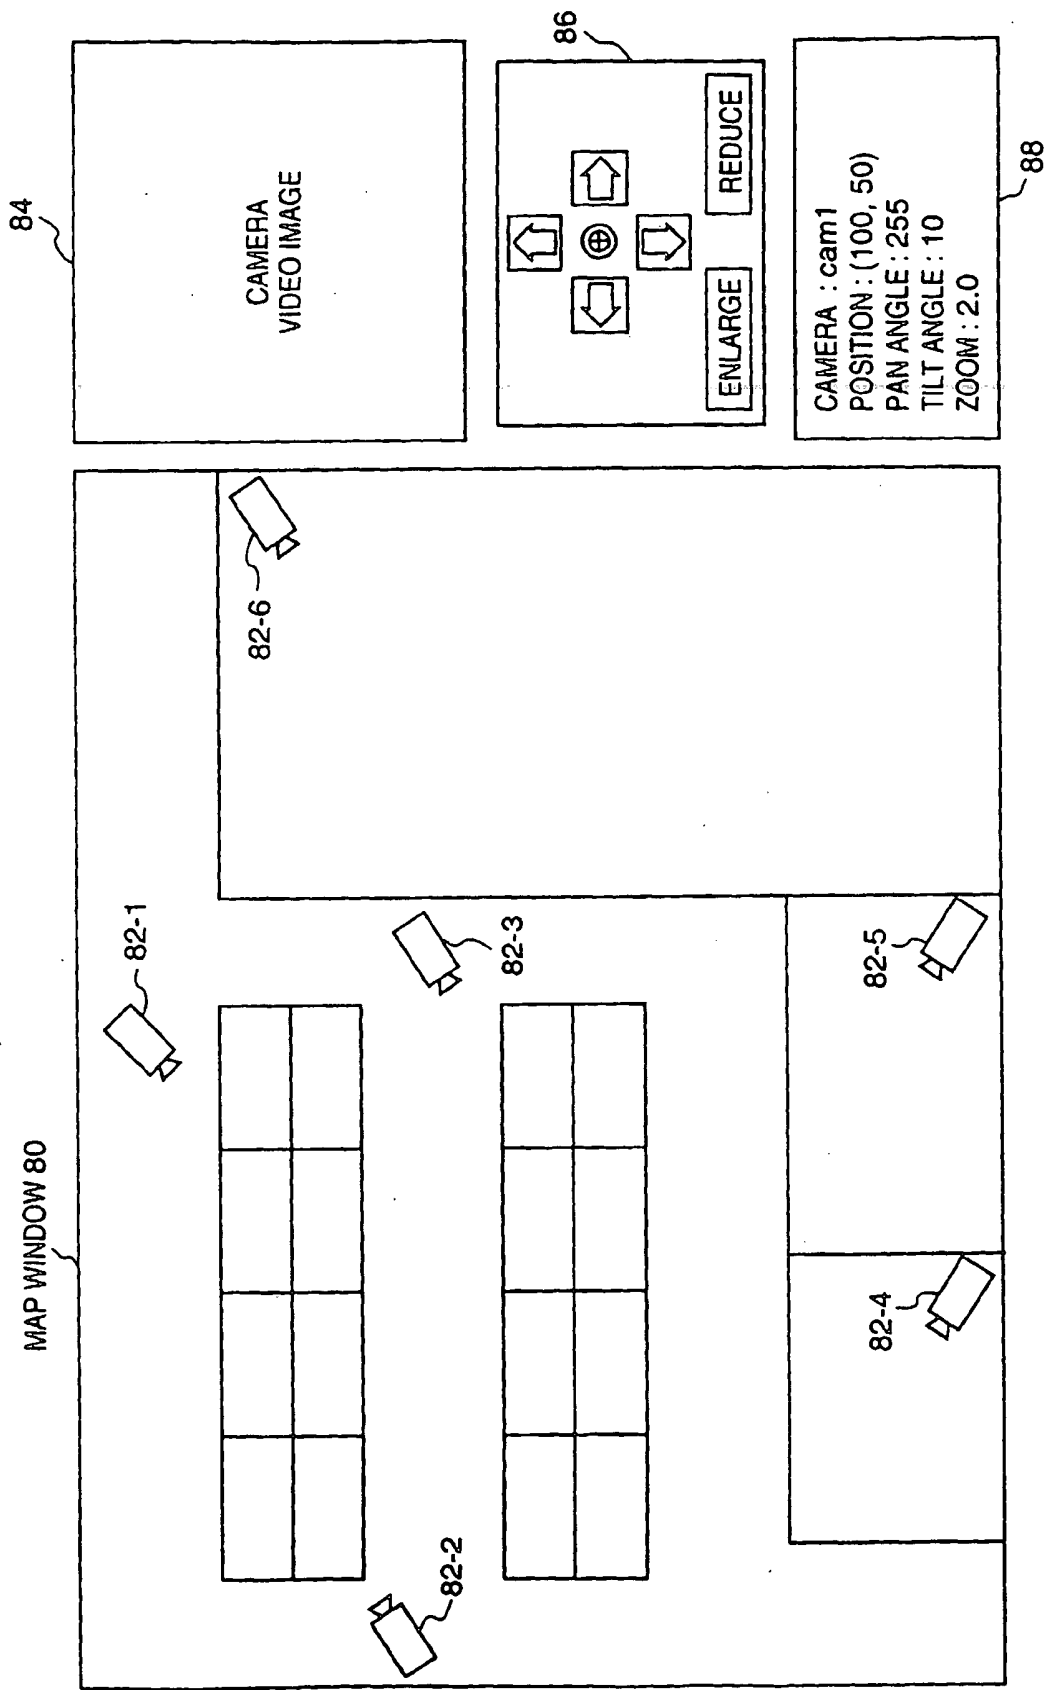 MAP WINDOW 80
84
82-1
CAMERA
VIDEO IMAGE
82-6
86
82-3
82-2
ENLARGE
REDUCE
82-5
82-4
CAMERA : cam1
POSITION : (100, 50)
PAN ANGLE : 255
TILT ANGLE : 10
ZOOM : 2.0
88